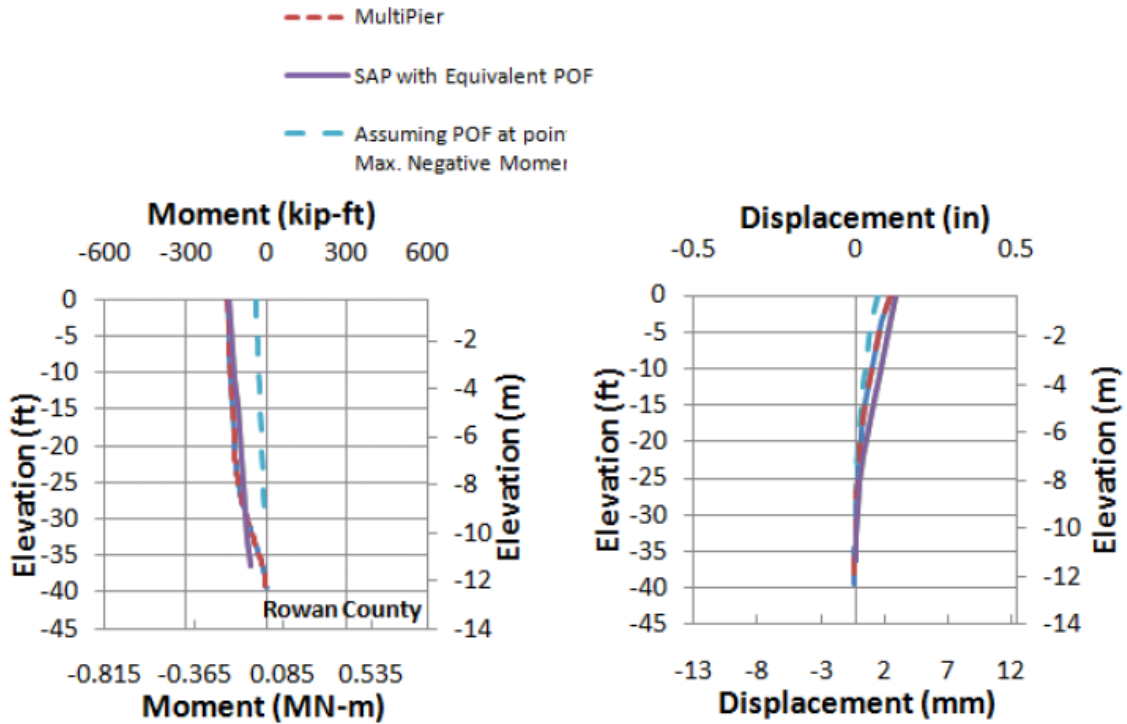 MultiPier
SAP with Equivalent POF
Assuming POF at poin
Max. Negative Momer
Moment (kip-ft)
-600 -300 0 300 600
0
-5
-10
-15
-20
-25
-30
-35
-40
-45
Elevation (ft)
-2
-4
-6
-8
-10
-12
-14
Elevation (m)
Rowan County
-0.815 -0.365 0.085 0.535
Moment (MN-m)
Displacement (in)
-0.5 0 0.5
0
-5
-10
-15
-20
-25
-30
-35
-40
-45
Elevation (ft)
-2
-4
-6
-8
-10
-12
-14
Elevation (m)
-13 -8 -3 2 7 12
Displacement (mm)